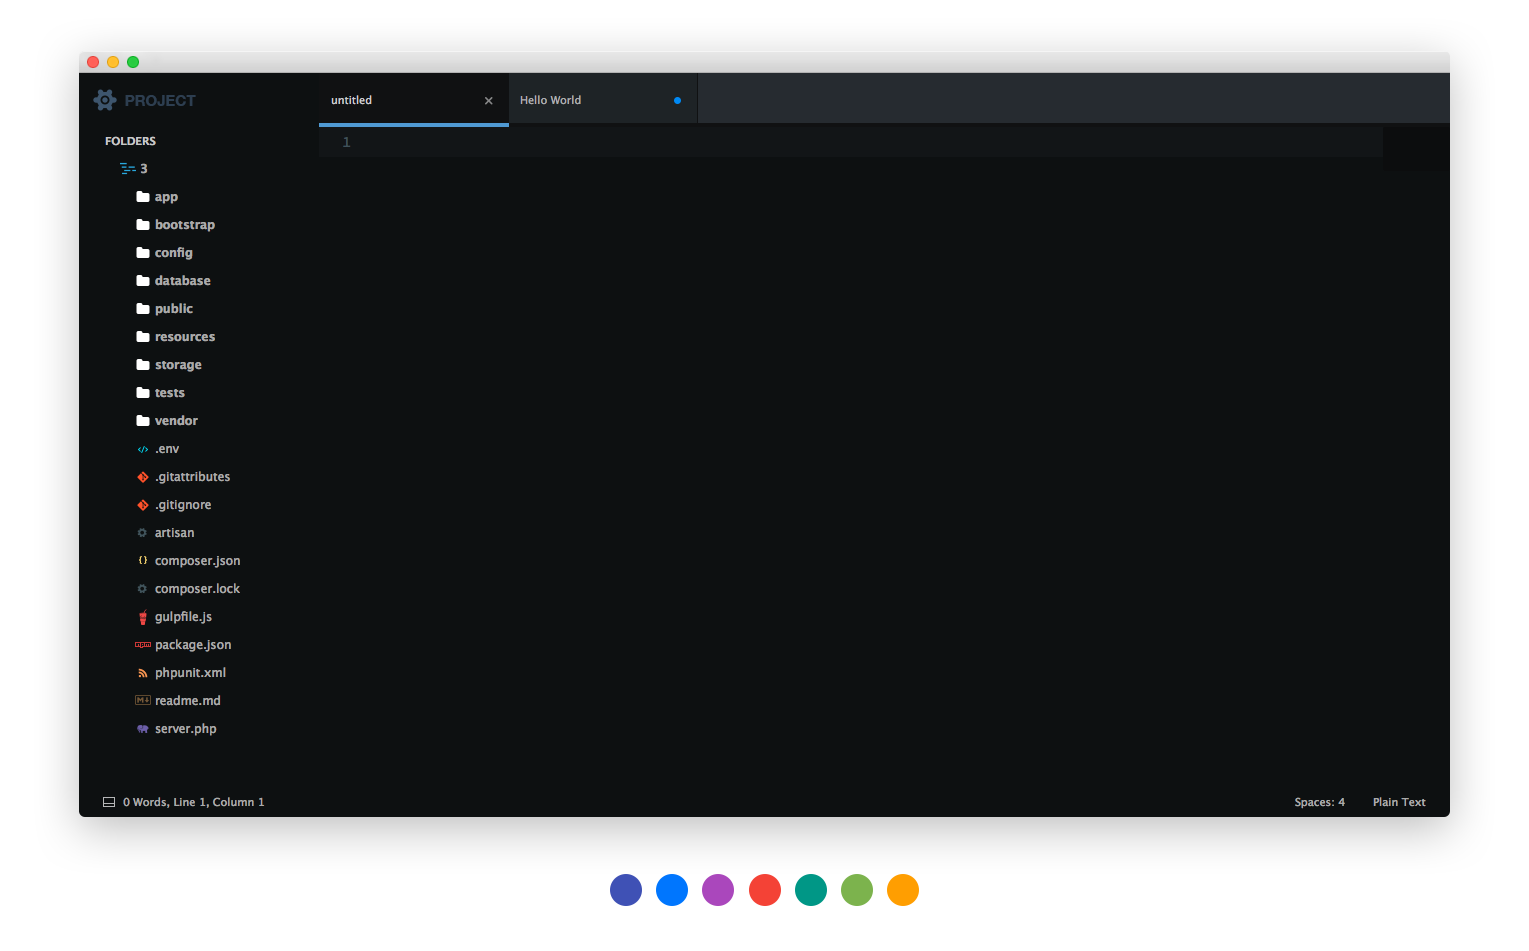 PROJECT
untitled
Hello World
FOLDERS
1
3
app
bootstrap
config
database
public
resources
storage
tests
vendor
.env
.gitattributes
.gitignore
artisan
composer.json
composer.lock
gulpfile.js
npm package.json
phpunit.xml
M readme.md
server.php
0 Words, Line 1, Column 1
Spaces: 4
Plain Text